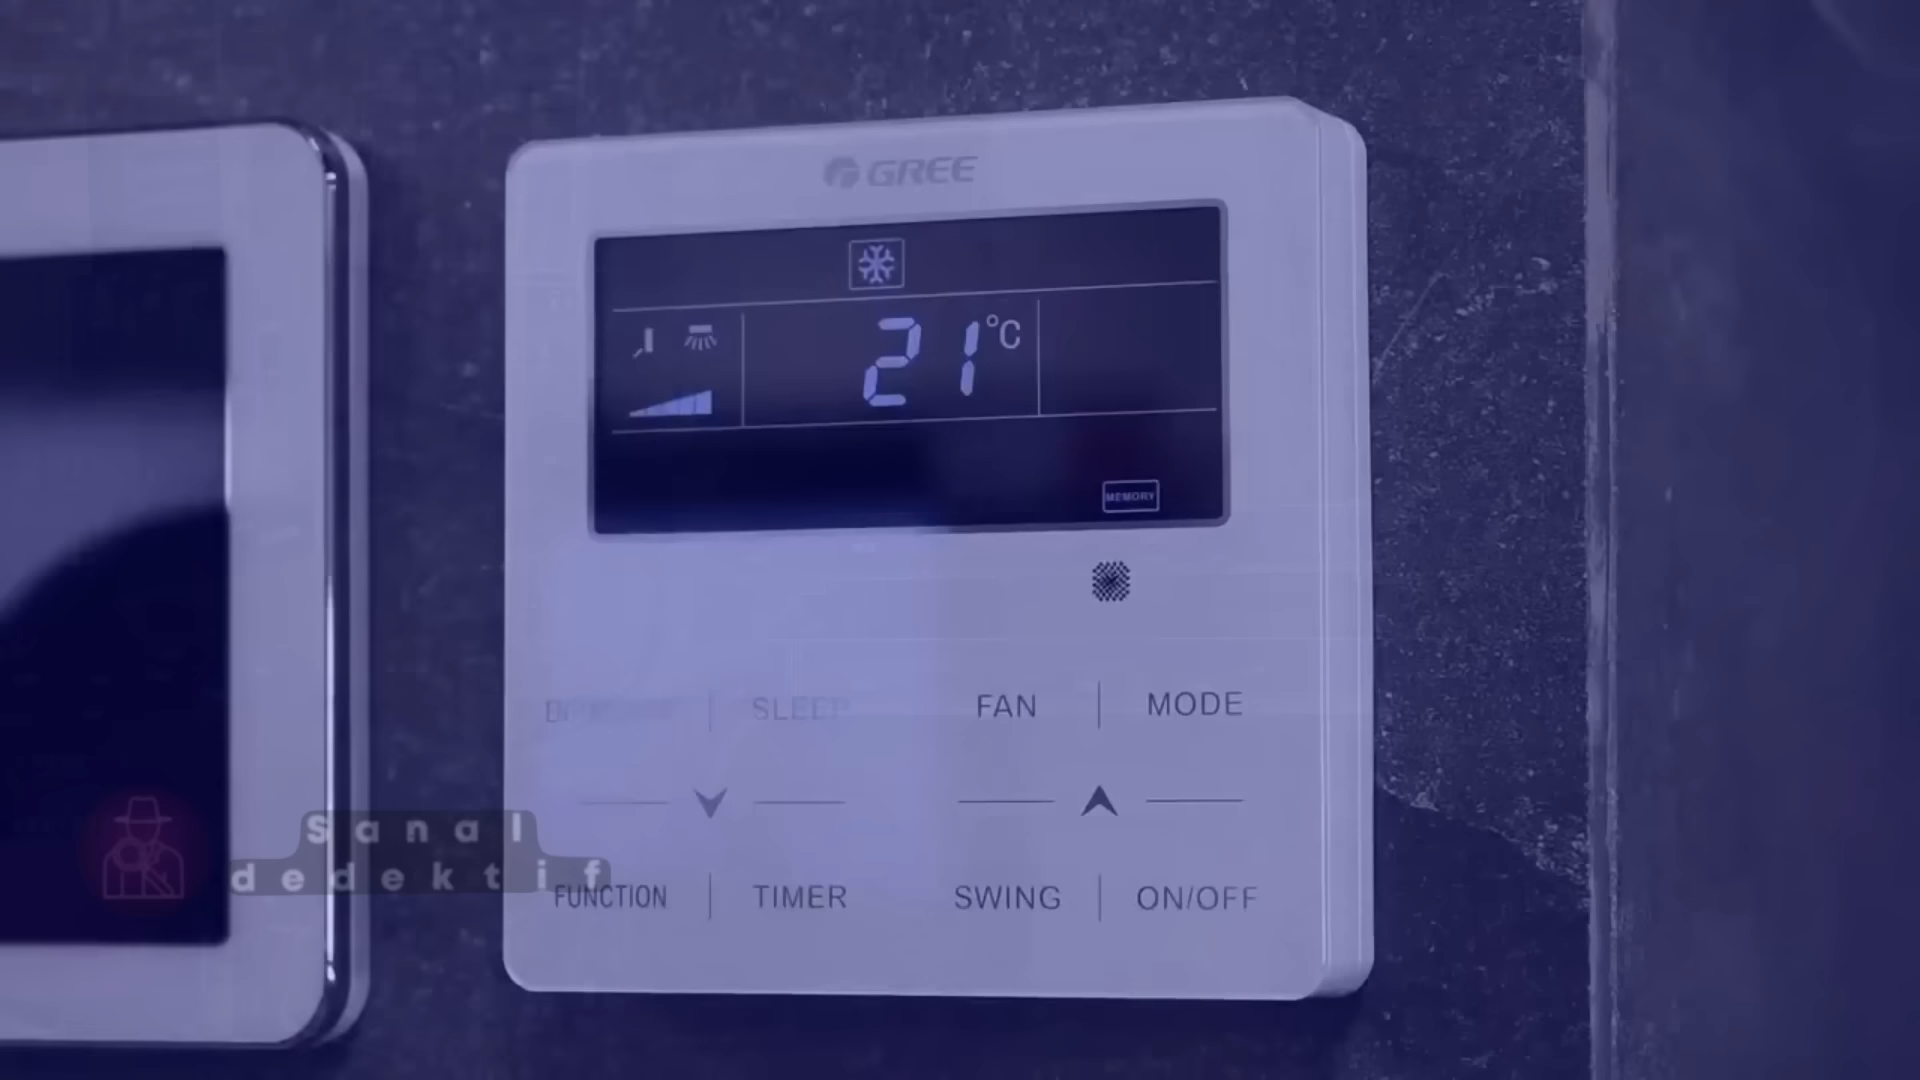 GREE
21°C
MEMORY
SLEEP
FAN
MODE
Sanal
dedektif
FUNCTION
TIMER
SWING
ON/OFF